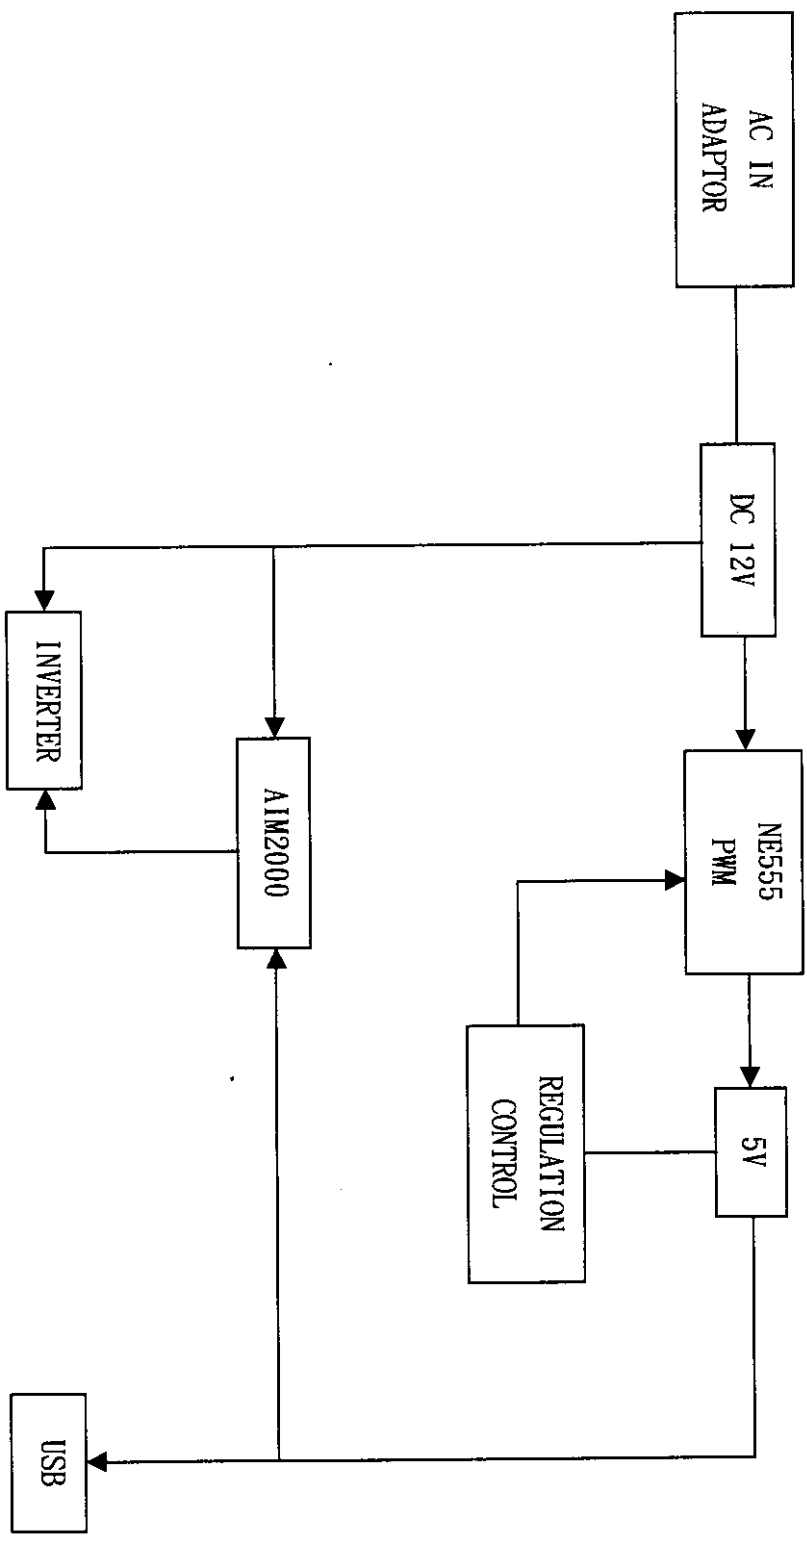 AC IN
ADAPTOR
DC 12V
NE555
PWM
5V
REGULATION
CONTROL
AIM2000
INVERTER
USB